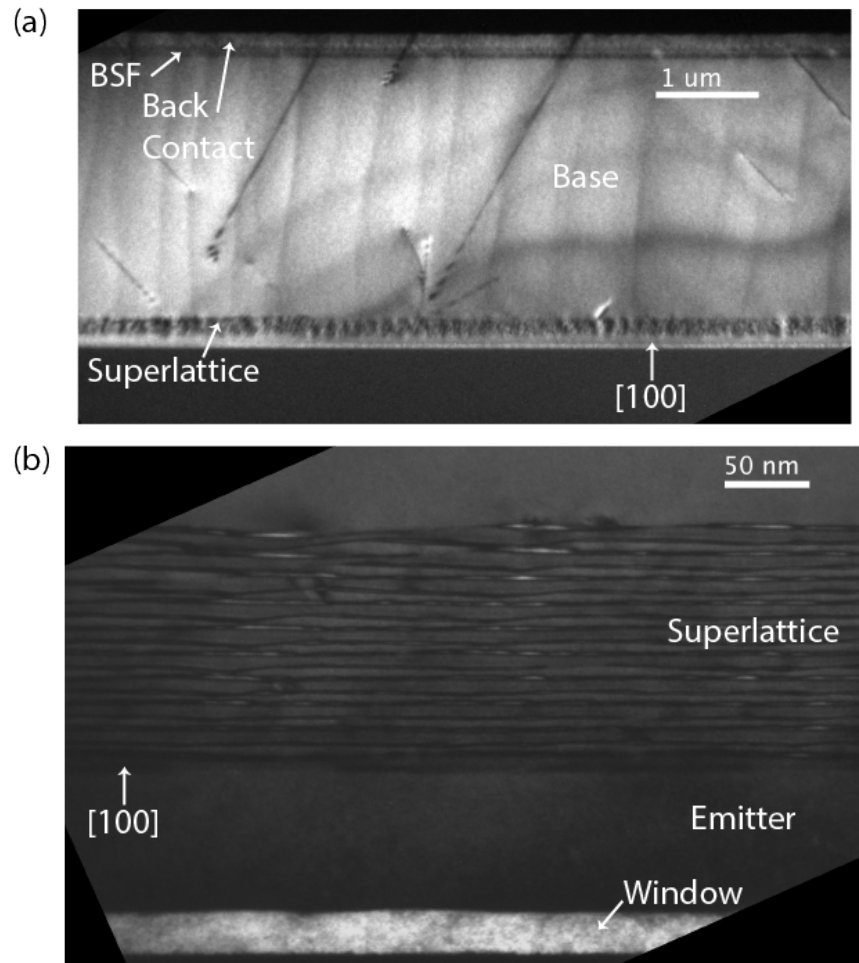 (a)
BSF
Back
Contact
1 um
Base
Superlattice
[100]
(b)
50 nm
Superlattice
[100]
Emitter
Window